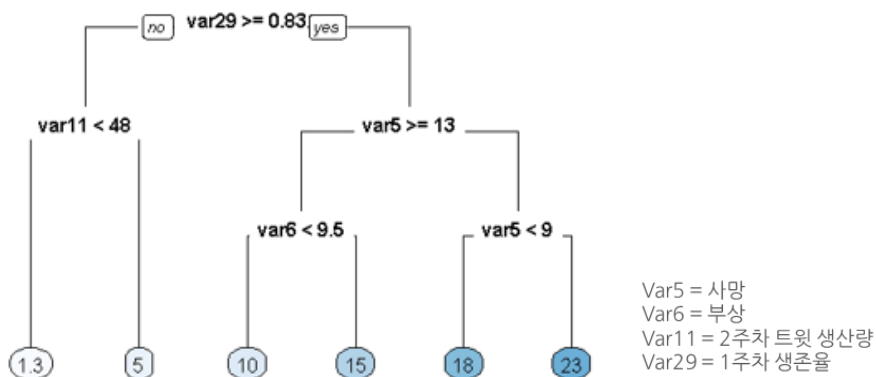 no var29 >= 0.83 yes
var11 < 48
var5 >= 13
var6 < 9.5
var5 < 9
1.3
5
10
15
18
23
Var5 = 사망
Var6 = 부상
Var11 = 2주차 트윗 생산량
Var29 = 1주차 생존율